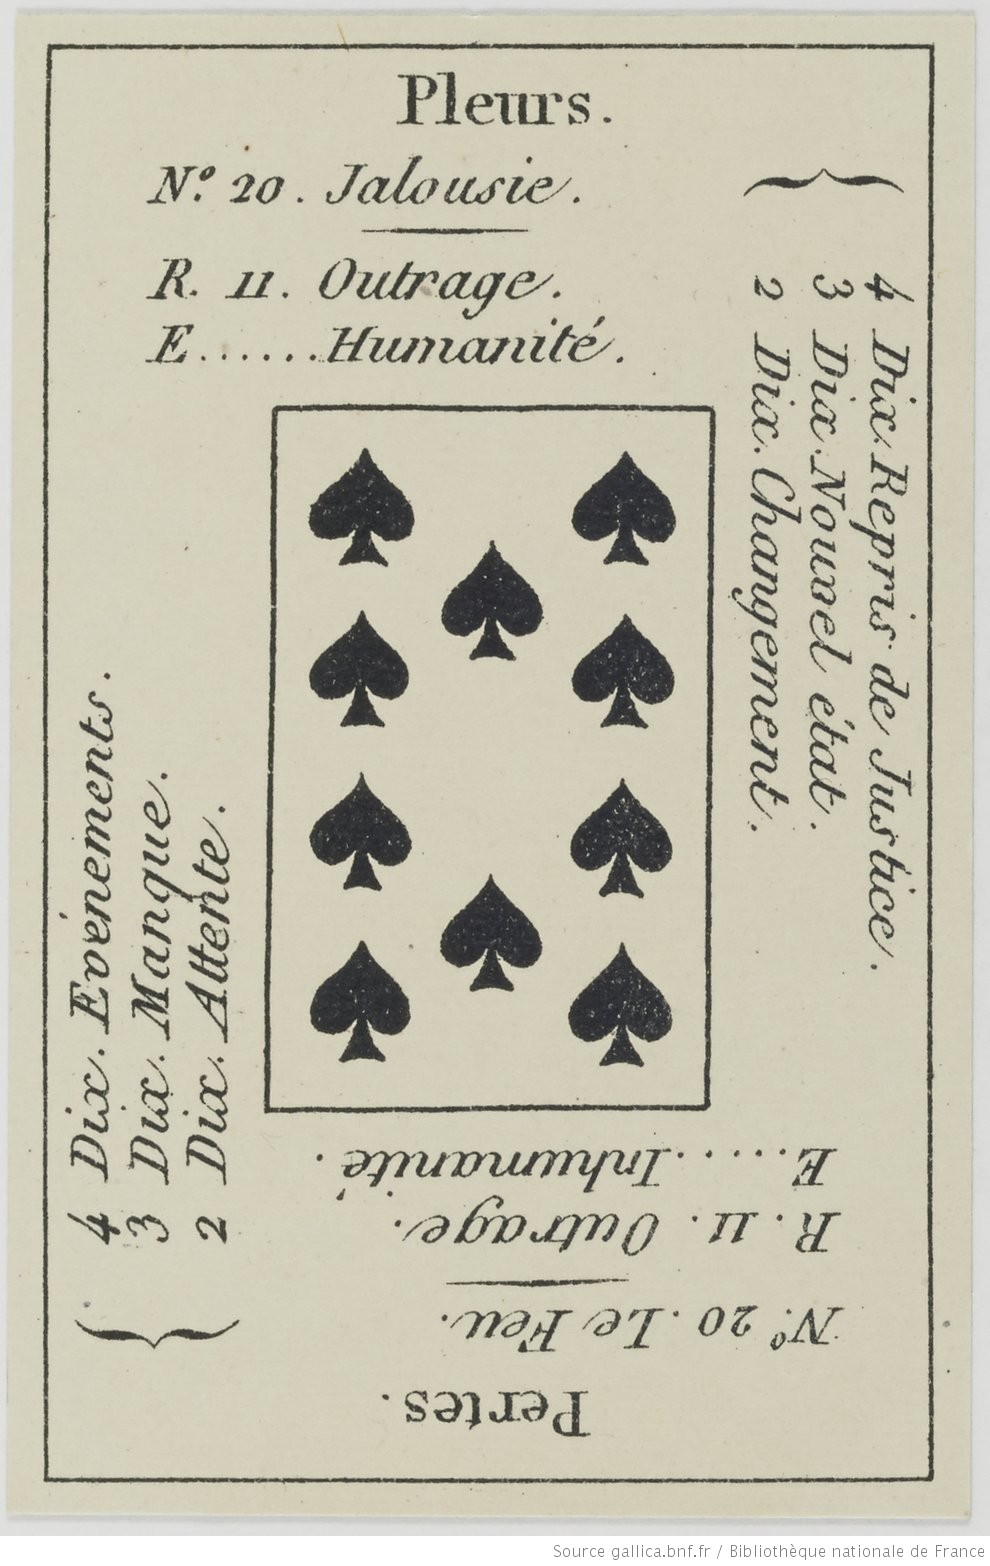 Pleurs.
N.º 20. Jalousie.
R. 11. Outrage.
E......Humanité.
4 Dix. Repris de Justice.
3 Dix. Nouvel état.
2 Dix. Changement.
4 Dix. Evénements.
3 Dix. Manque.
2 Dix. Attente.
Pertes.
N.º 20. Le Feu.
R. 11. Outrage.
E......Inhumanité.
Source gallica.bnf.fr / Bibliothèque nationale de France